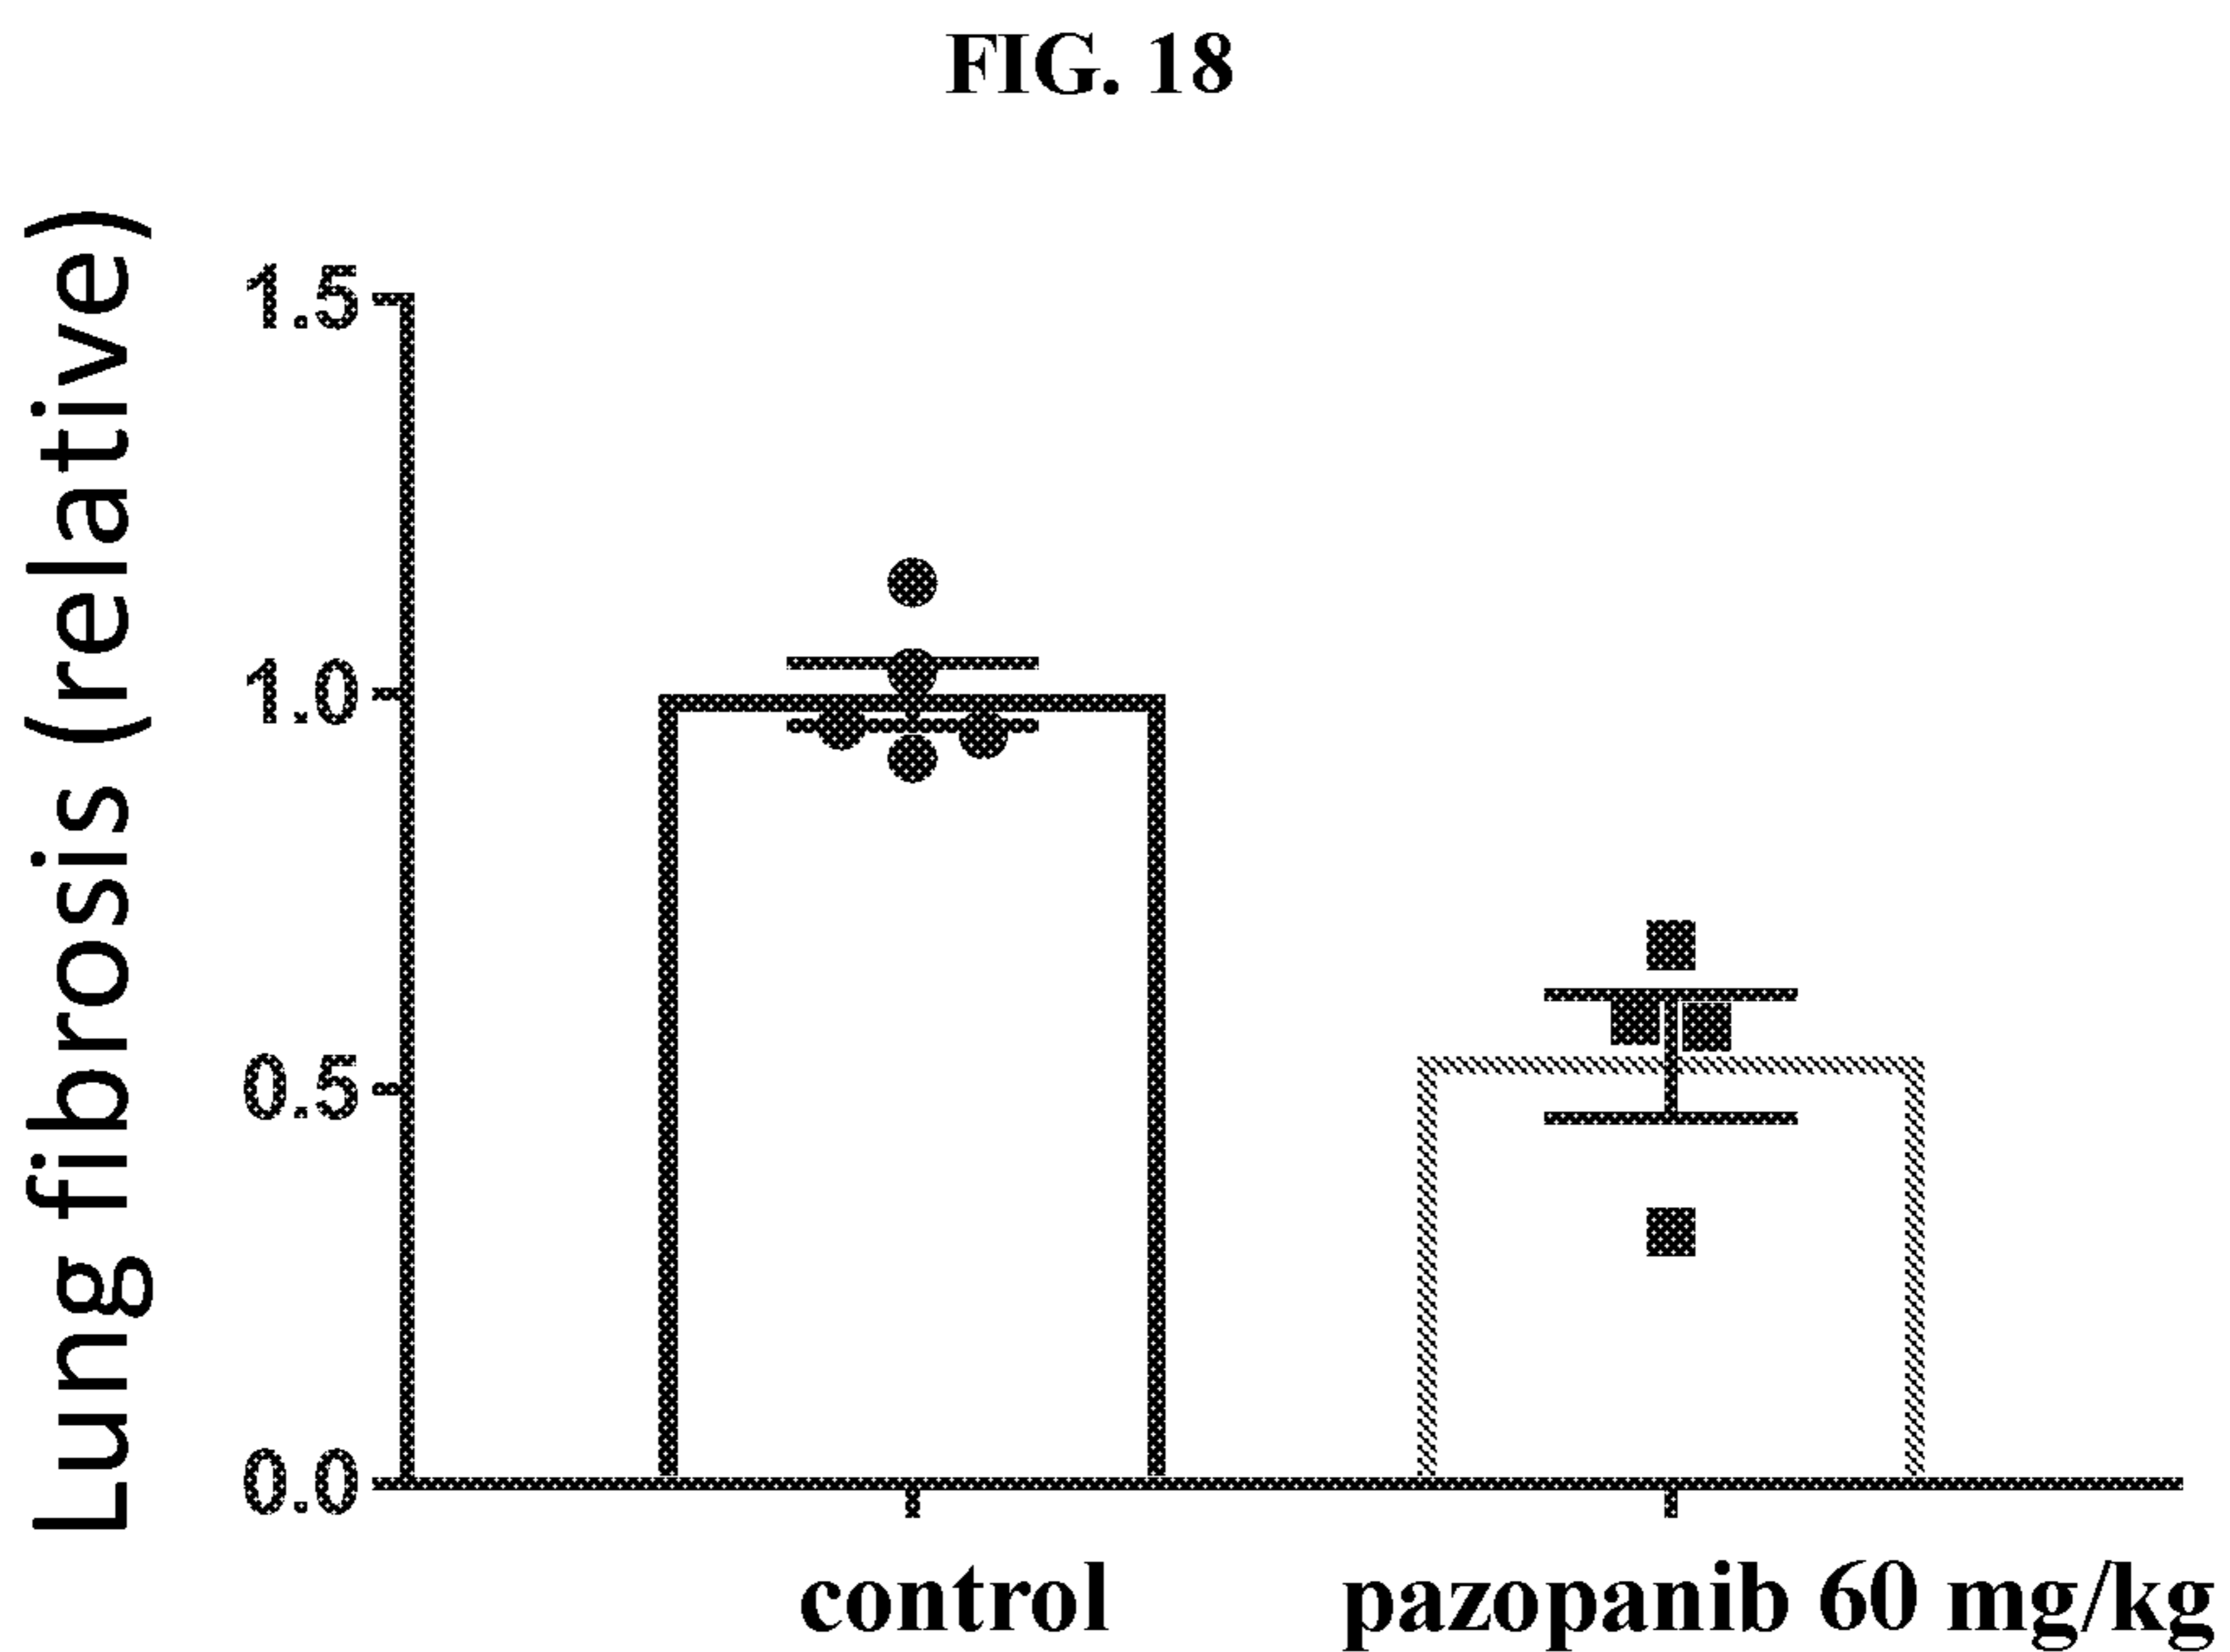 FIG. 18
Lung fibrosis (relative)
1.5
1.0
0.5
0.0
control
pazopanib 60 mg/kg